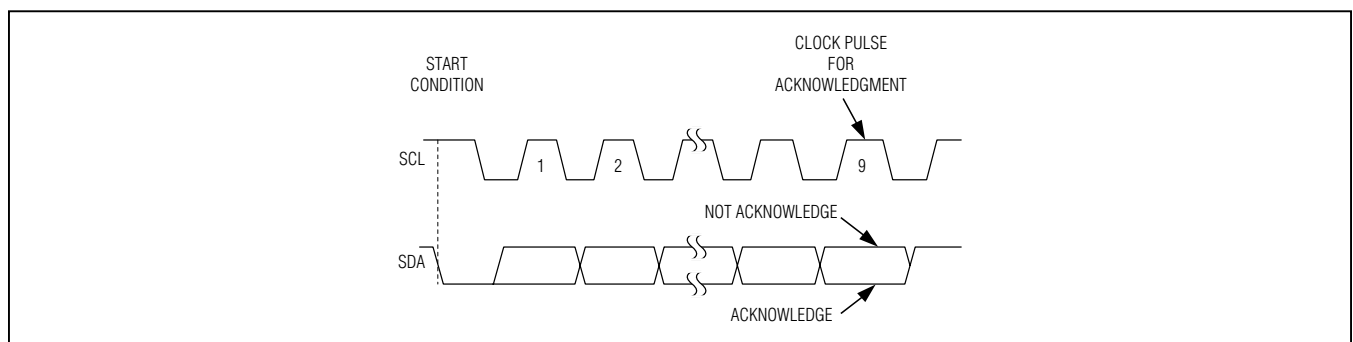 START
CONDITION
CLOCK PULSE
FOR
ACKNOWLEDGMENT
SCL
1
2
9
NOT ACKNOWLEDGE
SDA
ACKNOWLEDGE